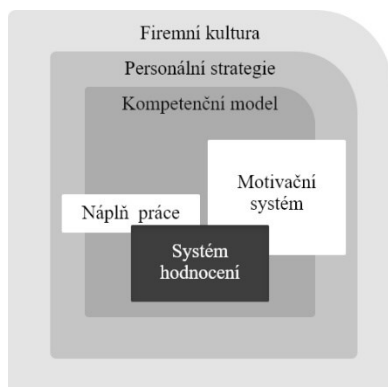 Firemní kultura
Personální strategie
Kompetenční model
Motivační
systém
Náplň práce
Systém
hodnocení